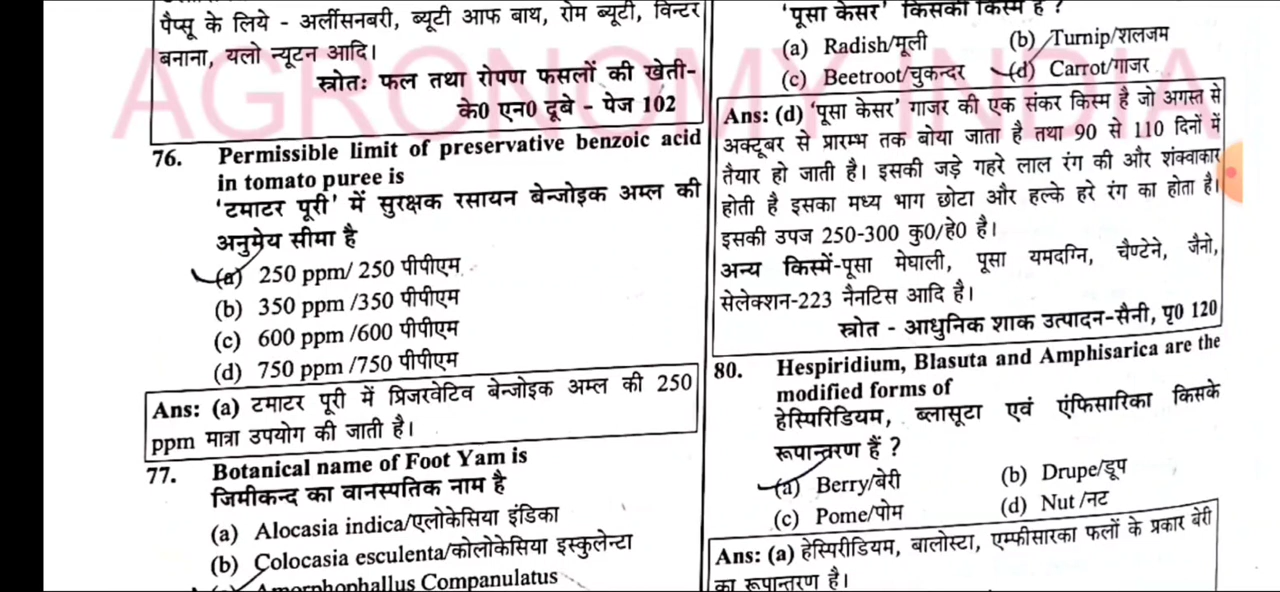 पैप्सू के लिये - अर्लीसनबरी, ब्यूटी आफ बाथ, रोम ब्यूटी, विन्टर
बनाना, यलो न्यूटन आदि।
स्त्रोतः फल तथा रोपण फसलों की खेती-
के0 एन0 दूबे - पेज 102
76. Permissible limit of preservative benzoic acid
in tomato puree is
'टमाटर पूरी' में सुरक्षक रसायन बेन्जोइक अम्ल की
अनुमेय सीमा है
(a) 250 ppm/ 250 पीपीएम
(b) 350 ppm /350 पीपीएम
(c) 600 ppm /600 पीपीएम
(d) 750 ppm /750 पीपीएम
Ans: (a) टमाटर पूरी में प्रिजरवेटिव बेन्जोइक अम्ल की 250
ppm मात्रा उपयोग की जाती है।
77. Botanical name of Foot Yam is
जिमीकन्द का वानस्पतिक नाम है
(a) Alocasia indica/एलोकेसिया इंडिका
(b) Colocasia esculenta/कोलोकेसिया इस्कुलेन्टा
Amorphophallus Companulatus
'पूसा केसर' किसकी किस्म है ?
(a) Radish/मूली (b) Turnip/शलजम
(c) Beetroot/चुकन्दर (d) Carrot/गाजर
Ans: (d) 'पूसा केसर' गाजर की एक संकर किस्म है जो अगस्त से
अक्टूबर से प्रारम्भ तक बोया जाता है तथा 90 से 110 दिनों में
तैयार हो जाती है। इसकी जड़े गहरे लाल रंग की और शंक्वाकार
होती है इसका मध्य भाग छोटा और हल्के हरे रंग का होता है।
इसकी उपज 250-300 कु0/हे0 है।
अन्य किस्में-पूसा मेघाली, पूसा यमदग्नि, चैण्टेने, जैनो,
सेलेक्शन-223 नैनटिस आदि है।
स्त्रोत - आधुनिक शाक उत्पादन-सैनी, पृ0 120
80. Hespiridium, Blasuta and Amphisarica are the
modified forms of
हेस्पिरिडियम, ब्लासूटा एवं एंफिसारिका किसके
रूपान्तरण हैं ?
(a) Berry/बेरी (b) Drupe/डूप
(c) Pome/पोम (d) Nut /नट
Ans: (a) हेस्पिरीडियम, बालोस्टा, एम्फीसारका फलों के प्रकार बेरी
का रूपान्तरण है।
AGRONOMY INDIA